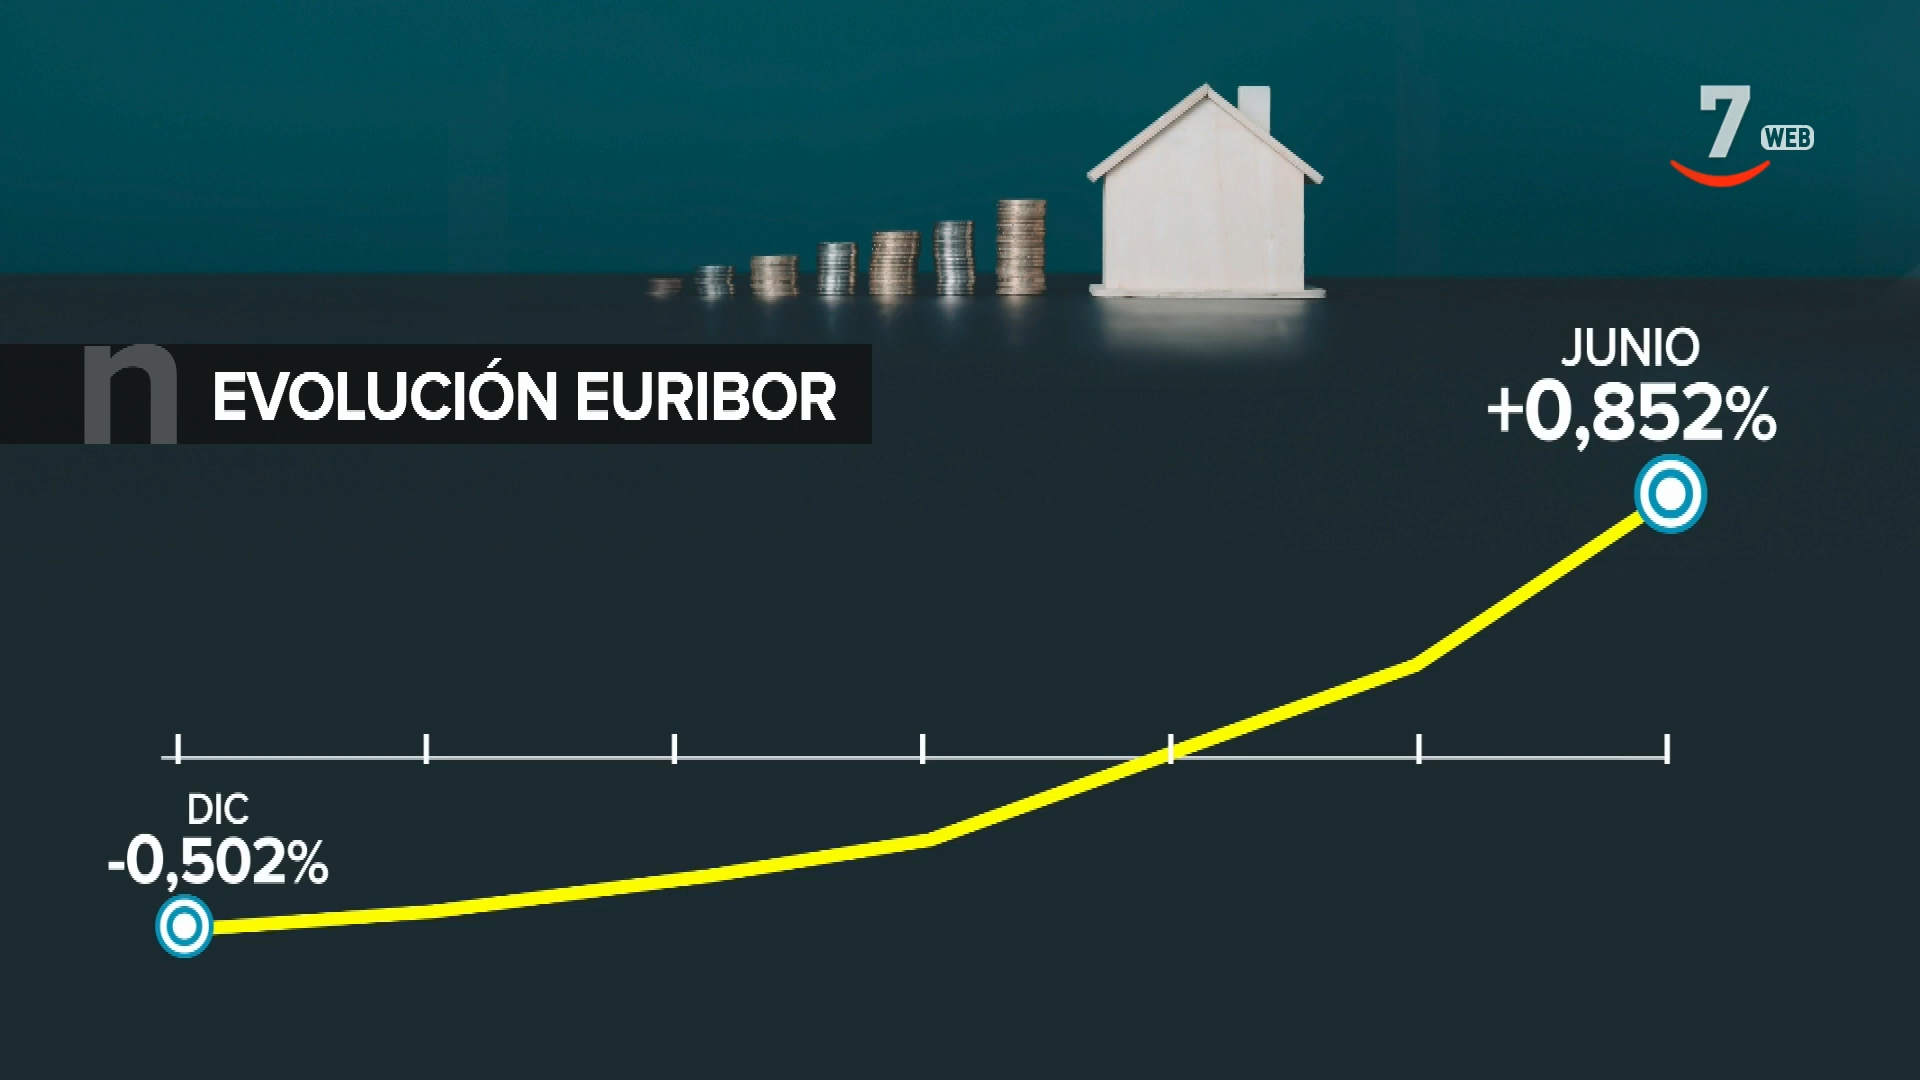 7 WEB
n EVOLUCIÓN EURIBOR
JUNIO
+0,852%
DIC
-0,502%